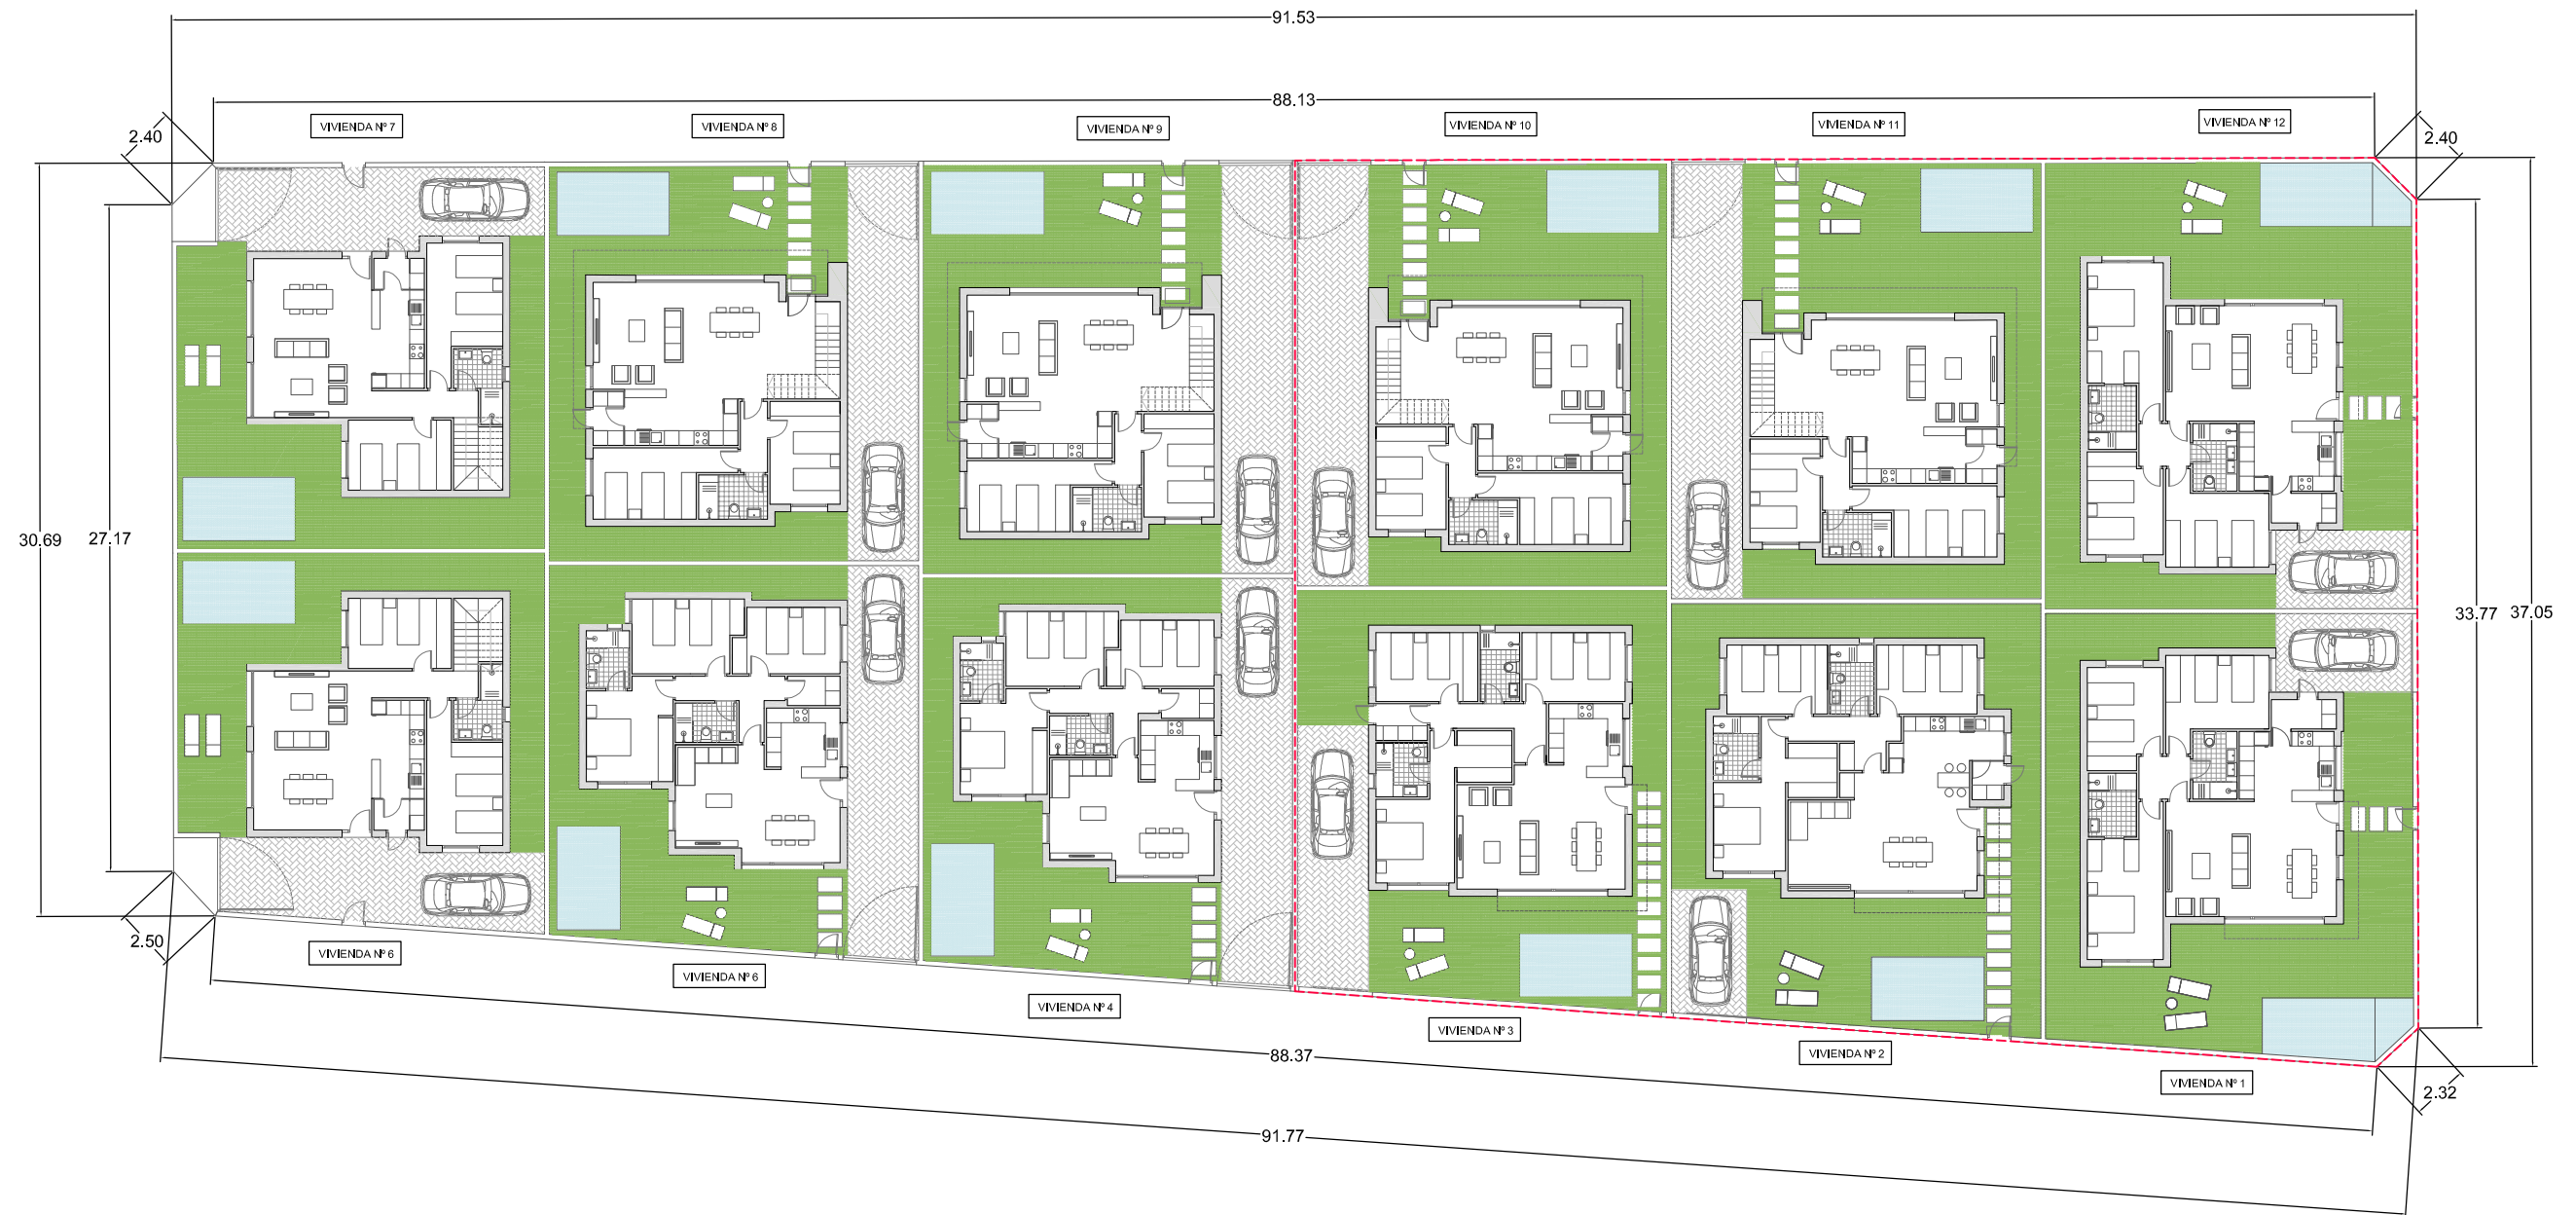 91.53
88.13
VIVIENDA Nº 7
VIVIENDA Nº 8
VIVIENDA Nº 9
VIVIENDA Nº 10
VIVIENDA Nº 11
VIVIENDA Nº 12
2.40
2.40
30.69
27.17
33.77
37.05
2.50
VIVIENDA Nº 6
VIVIENDA Nº 6
VIVIENDA Nº 4
VIVIENDA Nº 3
VIVIENDA Nº 2
VIVIENDA Nº 1
2.32
88.37
91.77